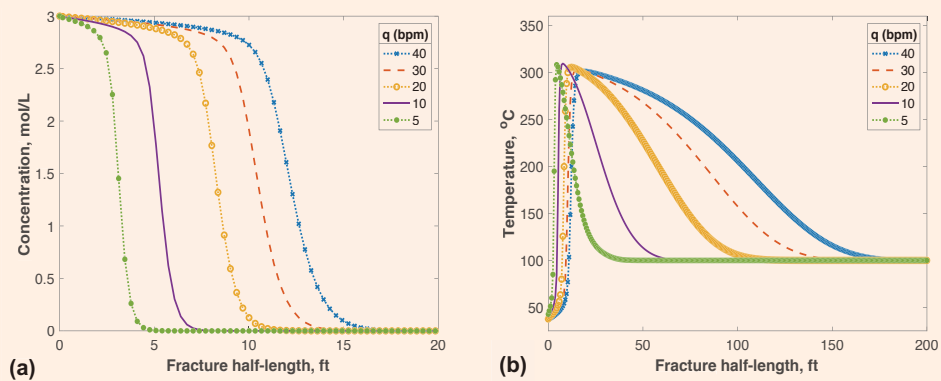 3
2.5
2
1.5
1
0.5
0
0 5 10 15 20
Concentration, mol/L
Fracture half-length, ft
q (bpm)
40
30
20
10
5
(a)
350
300
250
200
150
100
50
0 50 100 150 200
Temperature, °C
Fracture half-length, ft
q (bpm)
40
30
20
10
5
(b)